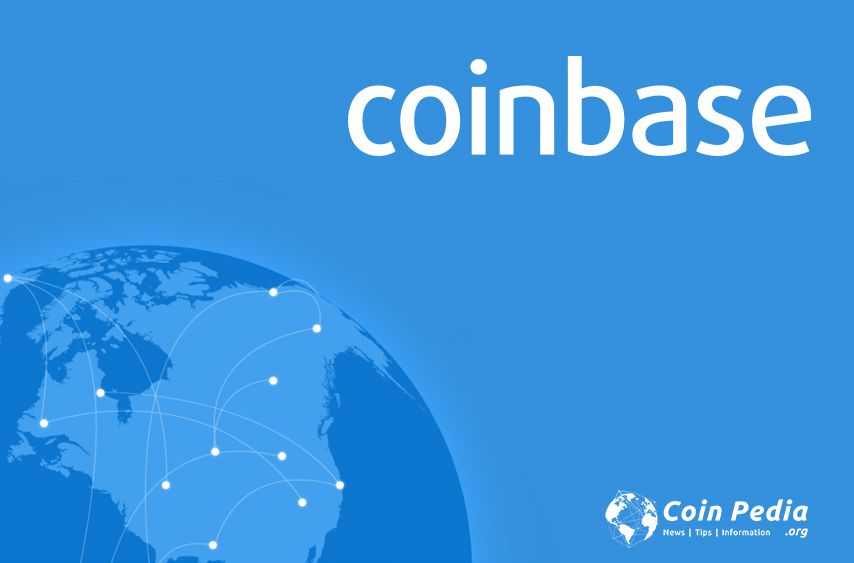 coinbase
Coin Pedia
News | Tips | Information .org